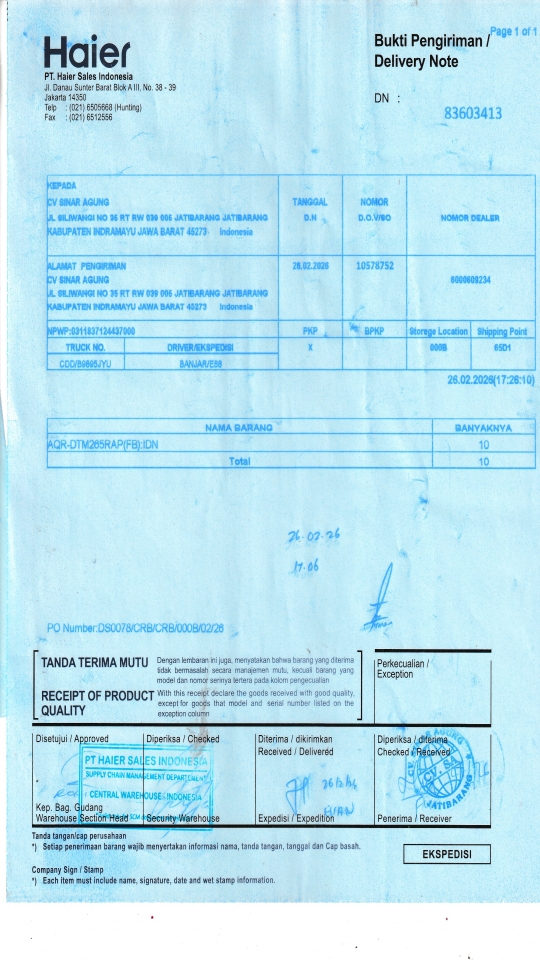 Page 1 of 1
Haier
Bukti Pengiriman /
Delivery Note
PT. Haier Sales Indonesia
Jl. Danau Sunter Barat Blok A III, No. 38 - 39
Jakarta 14350
Telp : (021) 6505668 (Hunting)
Fax : (021) 6512556
DN :
83603413
KEPADA
CV SINAR AGUNG
JL SILIWANGI NO 35 RT RW 039 005 JATIBARANG JATIBARANG
KABUPATEN INDRAMAYU JAWA BARAT 45273 Indonesia
TANGGAL
D.N
NOMOR
D.O.V/SO
NOMOR DEALER
ALAMAT PENGIRIMAN
CV SINAR AGUNG
JL SILIWANGI NO 35 RT RW 039 005 JATIBARANG JATIBARANG
KABUPATEN INDRAMAYU JAWA BARAT 45273 Indonesia
26.02.2026
10578752
6000609234
NPWP:0311837124437000
PKP
BPKP
Storege Location
Shipping Point
TRUCK NO.
DRIVER/EKSPEDISI
X
000B
65D1
CDD/B9895JYU
BANJAR/E68
26.02.2026(17:26:10)
NAMA BARANG
BANYAKNYA
AQR-DTM265RAP(FB):IDN
10
Total
10
26.02.26
17.06
PO Number:DS0078/CRB/CRB/000B/02/26
TANDA TERIMA MUTU
Dengan lembaran ini juga, menyatakan bahwa barang yang diterima
tidak bermasalah secara manajemen mutu, kecuali barang yang
model dan nomor serinya tertera pada kolom pengecualian
RECEIPT OF PRODUCT
QUALITY
With this receipt declare the goods received with good quality,
except for goods that model and serial number listed on the
exception column
Perkecualian /
Exception
Disetujui / Approved
Diperiksa / Checked
Diterima / dikirimkan
Received / Delivered
Diperiksa / diterima
Checked / Received
PT HAIER SALES INDONESIA
SUPPLY CHAIN MANAGEMENT DEPARTEMENT
CENTRAL WAREHOUSE - INDONESIA
JATIBARANG
Kep. Bag. Gudang
Warehouse Section Head
Security Warehouse
Expedisi / Expedition
Penerima / Receiver
Tanda tangan/cap perusahaan
*) Setiap penerimaan barang wajib menyertakan informasi nama, tanda tangan, tanggal dan Cap basah.
EKSPEDISI
Company Sign / Stamp
*) Each item must include name, signature, date and wet stamp information.